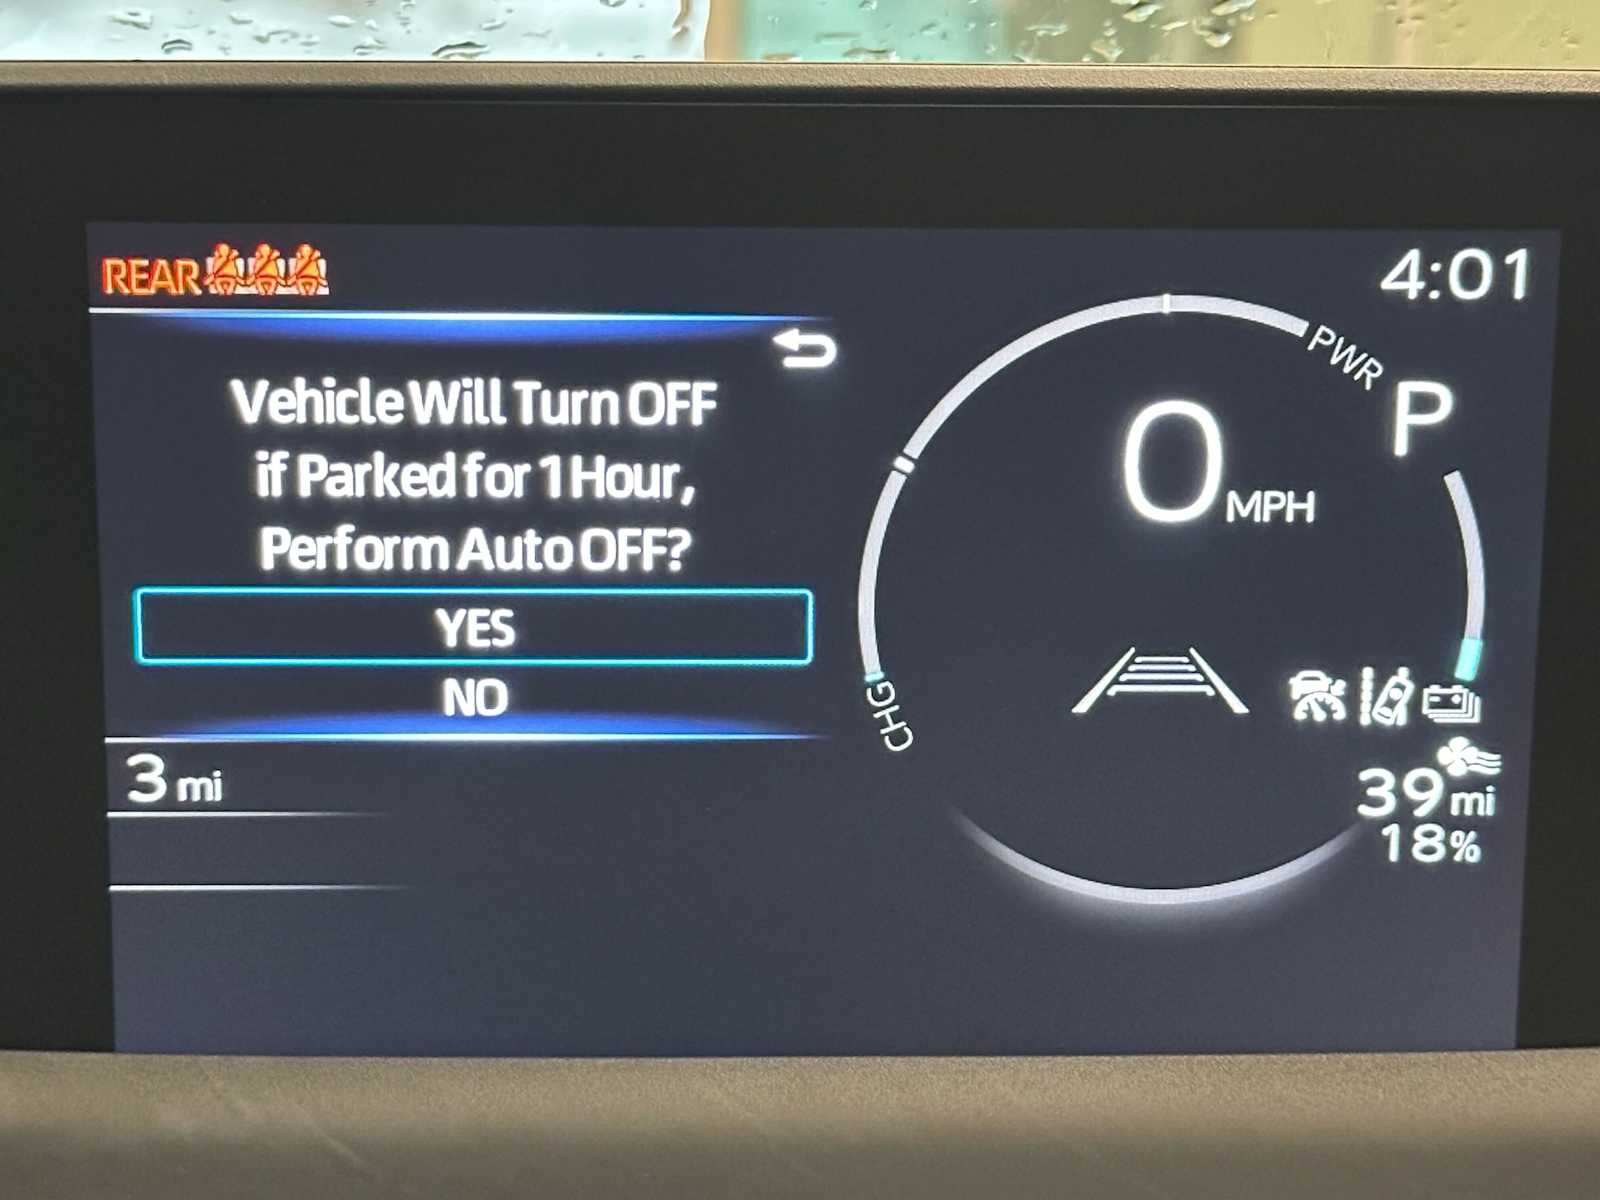 REAR
4:01
PWR
P
Vehicle Will Turn OFF
if Parked for 1 Hour,
Perform Auto OFF?
YES
NO
0 MPH
CHG
3 mi
39 mi
18%